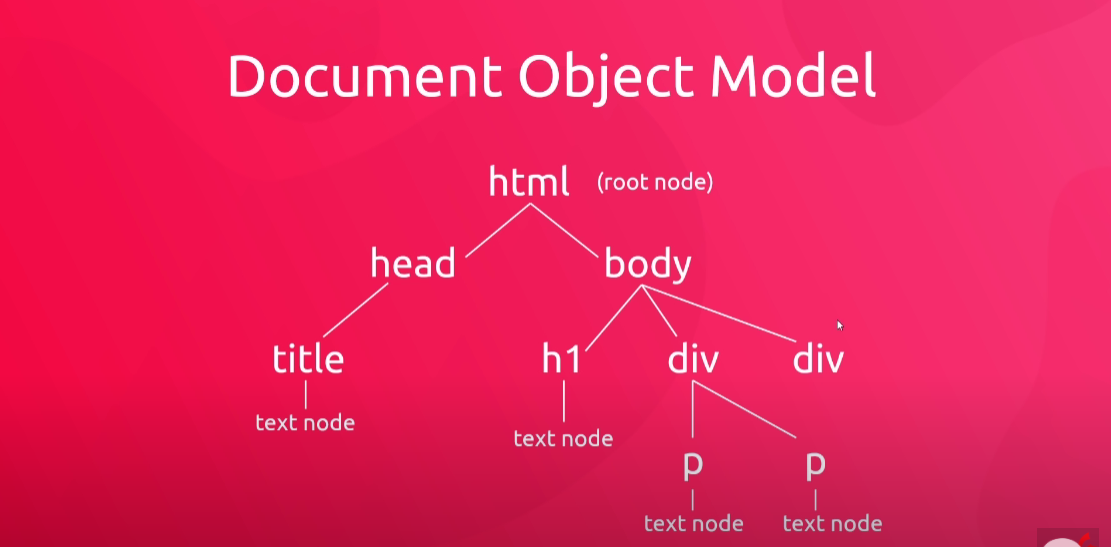 Document Object Model
html (root node)
head body
title h1 div div
text node
text node
p p
text node text node